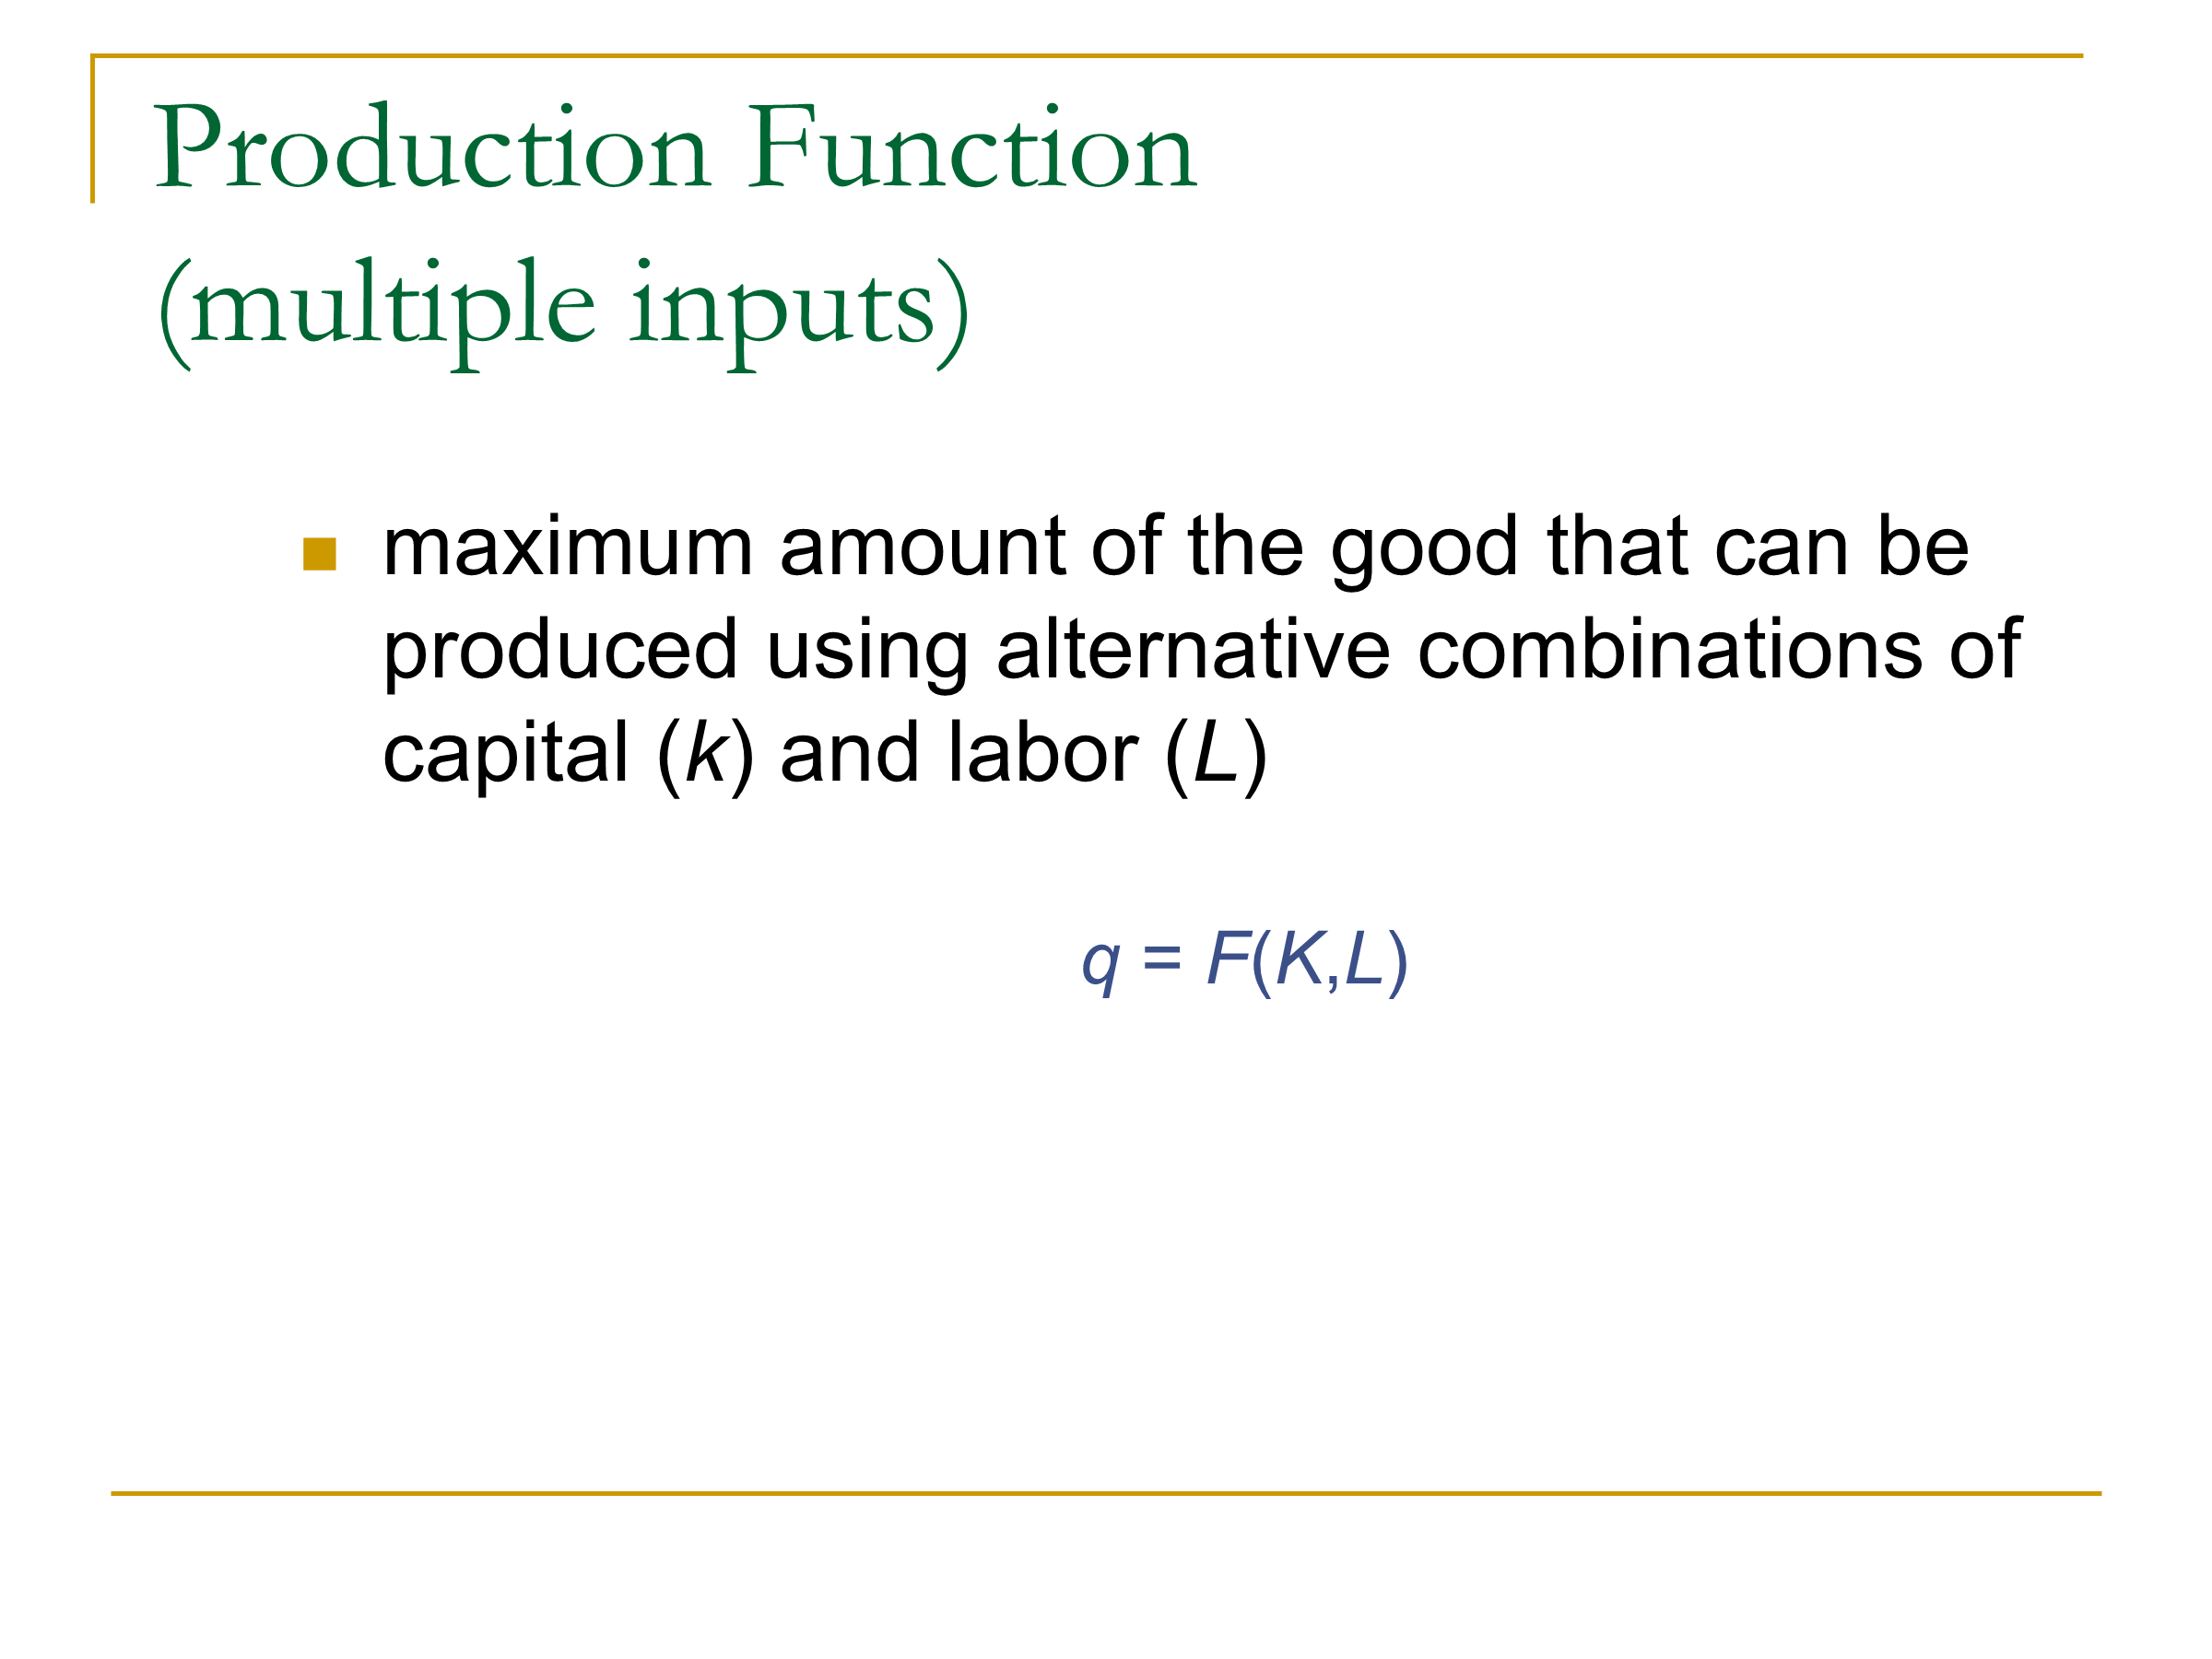 Production Function
(multiple inputs)
maximum amount of the good that can be
produced using alternative combinations of
capital (k) and labor (L)
q = F(K,L)